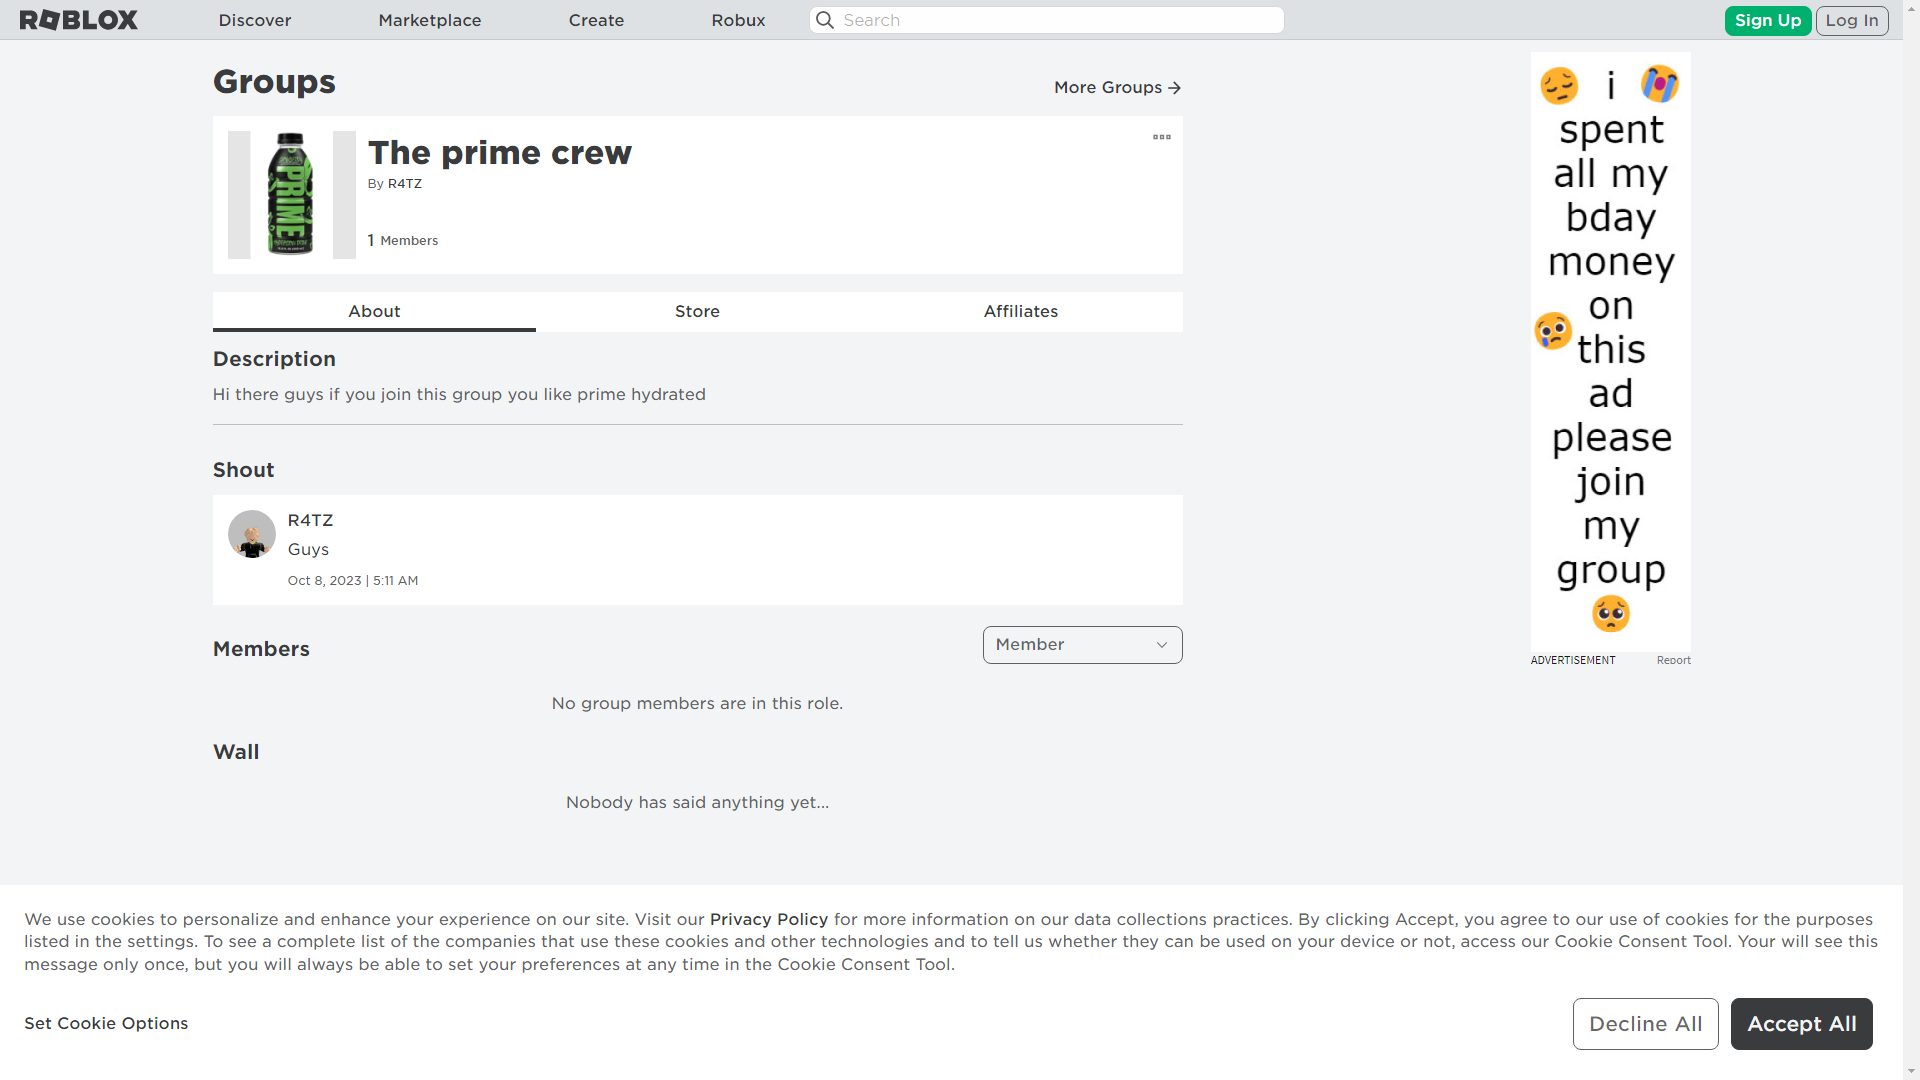 ROBLOX
Discover
Marketplace
Create
Robux
Search
Sign Up
Log In
Groups
More Groups
PRIME
The prime crew
By R4TZ
1 Members
About
Store
Affiliates
Description
Hi there guys if you join this group you like prime hydrated
Shout
R4TZ
Guys
Oct 8, 2023 | 5:11 AM
Members
Member
No group members are in this role.
Wall
Nobody has said anything yet...
i
spent
all my
bday
money
on
this
ad
please
join
my
group
ADVERTISEMENT
Report
We use cookies to personalize and enhance your experience on our site. Visit our Privacy Policy for more information on our data collections practices. By clicking Accept, you agree to our use of cookies for the purposes
listed in the settings. To see a complete list of the companies that use these cookies and other technologies and to tell us whether they can be used on your device or not, access our Cookie Consent Tool. Your will see this
message only once, but you will always be able to set your preferences at any time in the Cookie Consent Tool.
Set Cookie Options
Decline All
Accept All